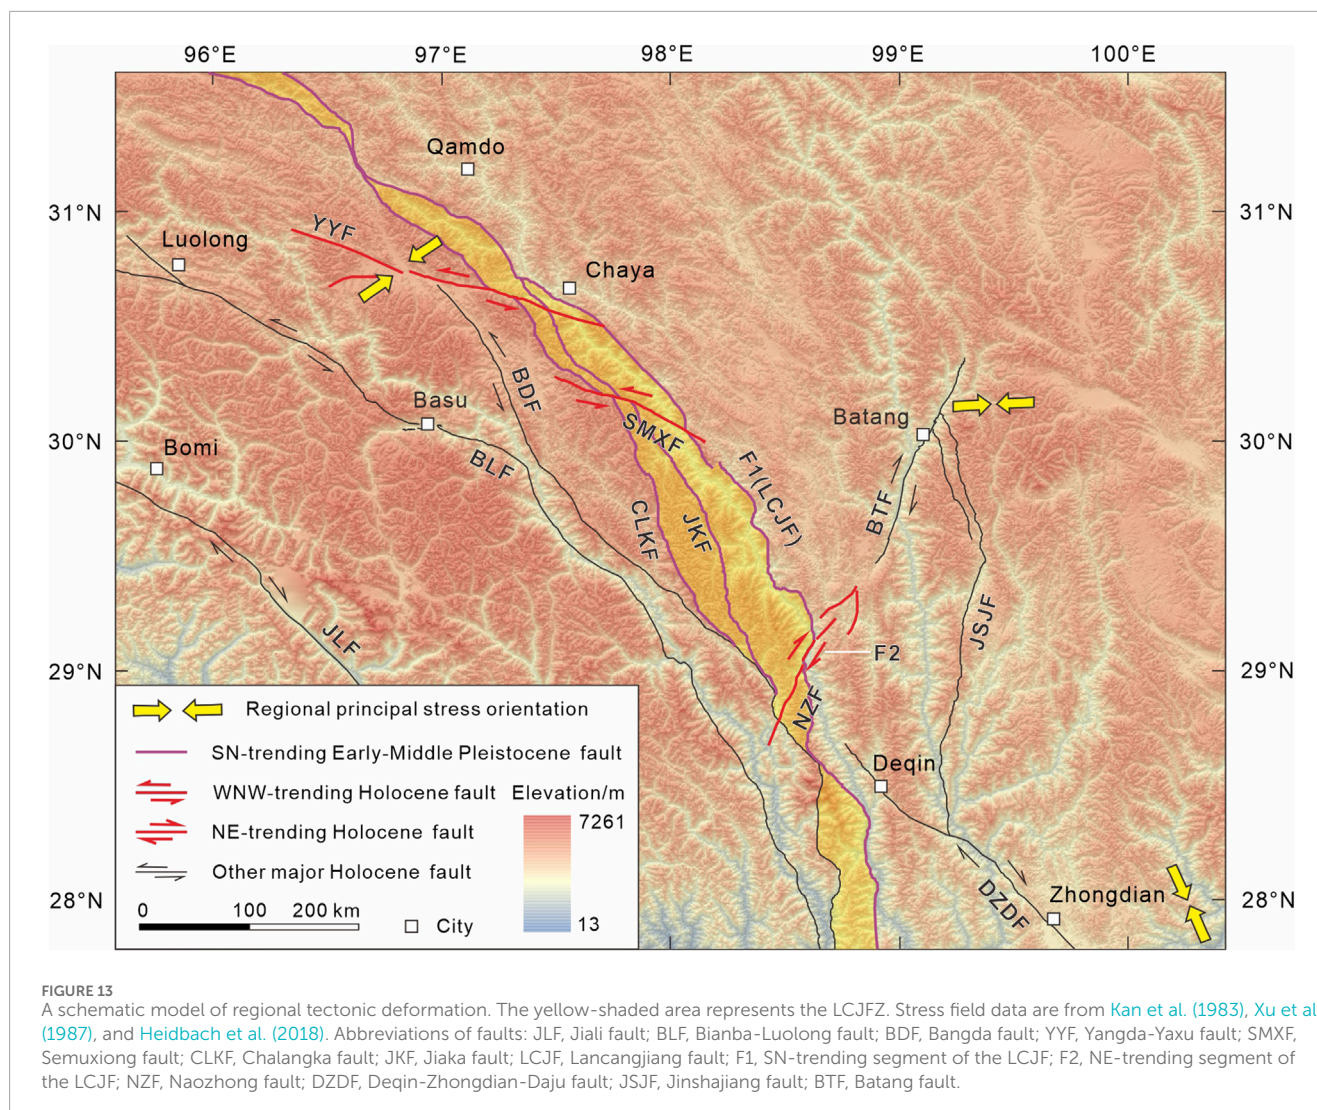 96°E 97°E 98°E 99°E 100°E
Qamdo
31°N 31°N
YYF
Luolong
Chaya
BDF
Basu
Batang
SMXF
30°N 30°N
Bomi
BLF
F1(LCJF)
BTF
CLKF
JKF
JSJF
JLF
F2
29°N 29°N
NZF
Regional principal stress orientation
SN-trending Early-Middle Pleistocene fault
Deqin
WNW-trending Holocene fault Elevation/m
7261
NE-trending Holocene fault
Other major Holocene fault
DZDF
Zhongdian
28°N 28°N
0 100 200 km
City
13
FIGURE 13
A schematic model of regional tectonic deformation. The yellow-shaded area represents the LCJFZ. Stress field data are from Kan et al. (1983), Xu et al
(1987), and Heidbach et al. (2018). Abbreviations of faults: JLF, Jiali fault; BLF, Bianba-Luolong fault; BDF, Bangda fault; YYF, Yangda-Yaxu fault; SMXF,
Semuxiong fault; CLKF, Chalangka fault; JKF, Jiaka fault; LCJF, Lancangjiang fault; F1, SN-trending segment of the LCJF; F2, NE-trending segment of
the LCJF; NZF, Naozhong fault; DZDF, Deqin-Zhongdian-Daju fault; JSJF, Jinshajiang fault; BTF, Batang fault.